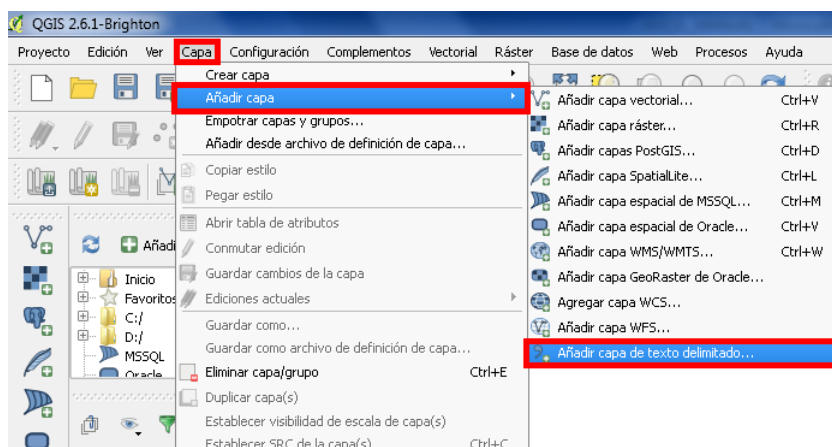 QGIS 2.6.1-Brighton
Proyecto Edición Ver Capa Configuración Complementos Vectorial Ráster Base de datos Web Procesos Ayuda
Crear capa
Añadir capa
Empotrar capas y grupos...
Añadir desde archivo de definición de capa...
Copiar estilo
Pegar estilo
Abrir tabla de atributos
Conmutar edición
Guardar cambios de la capa
Ediciones actuales
Guardar como...
Guardar como archivo de definición de capa...
Eliminar capa/grupo Ctrl+E
Duplicar capa(s)
Establecer visibilidad de escala de capa(s)
Establecer SRC de la capa(s) Ctrl+C
Añadir capa vectorial... Ctrl+V
Añadir capa ráster... Ctrl+R
Añadir capas PostGIS... Ctrl+D
Añadir capa SpatialLite... Ctrl+L
Añadir capa espacial de MSSQL... Ctrl+M
Añadir capa espacial de Oracle... Ctrl+V
Añadir capa WMS/WMTS... Ctrl+W
Añadir capa GeoRaster de Oracle...
Agregar capa WCS...
Añadir capa WFS...
Añadir capa de texto delimitado...
Añadi
Inicio
Favoritos
C:/
D:/
MSSQL
Oracle